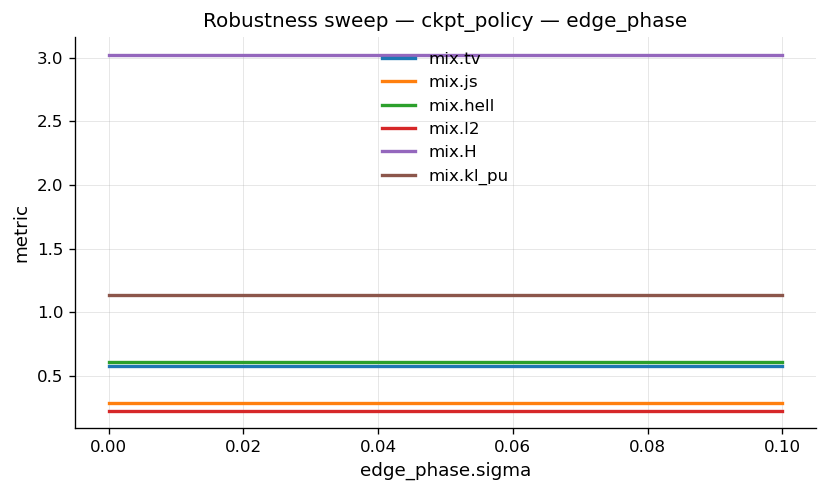 Robustness sweep — ckpt_policy — edge_phase
metric
3.0
2.5
2.0
1.5
1.0
0.5
mix.tv
mix.js
mix.hell
mix.l2
mix.H
mix.kl_pu
0.00 0.02 0.04 0.06 0.08 0.10
edge_phase.sigma